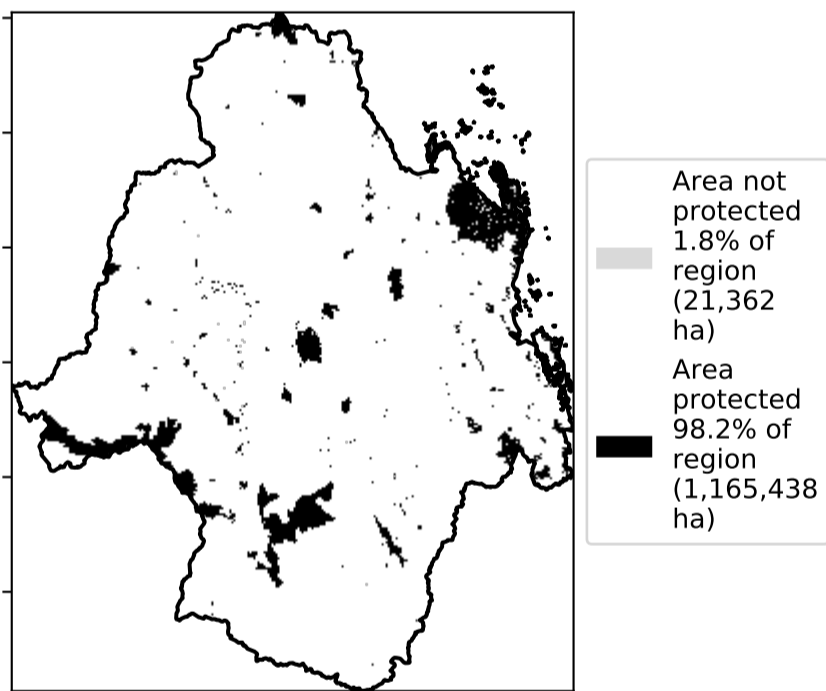 Area not
protected
1.8% of
region
(21,362
ha)
Area
protected
98.2% of
region
(1,165,438
ha)